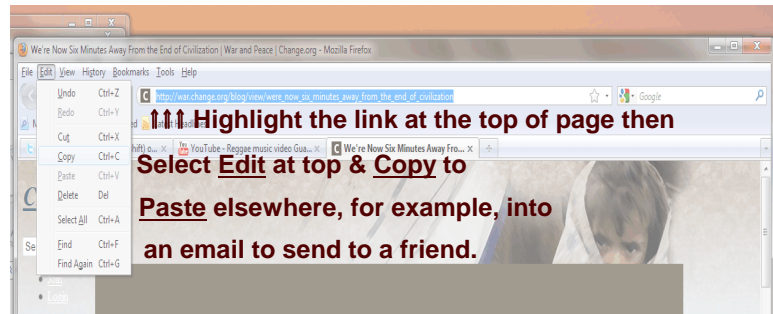 We're Now Six Minutes Away From the End of Civilization | War and Peace | Change.org - Mozilla Firefox
File Edit View History Bookmarks Tools Help
http://war.change.org/blog/view/were_now_six_minutes_away_from_the_end_of_civilization
Google
Undo Ctrl+Z
Redo Ctrl+Y
Cut Ctrl+X
Copy Ctrl+C
Paste Ctrl+V
Delete Del
Select All Ctrl+A
Find Ctrl+F
Find Again Ctrl+G
↑↑↑ Highlight the link at the top of page then
hift) o... YouTube - Reggae music video Gua... We're Now Six Minutes Away Fro...
Select Edit at top & Copy to
Paste elsewhere, for example, into
an email to send to a friend.
Se
Login